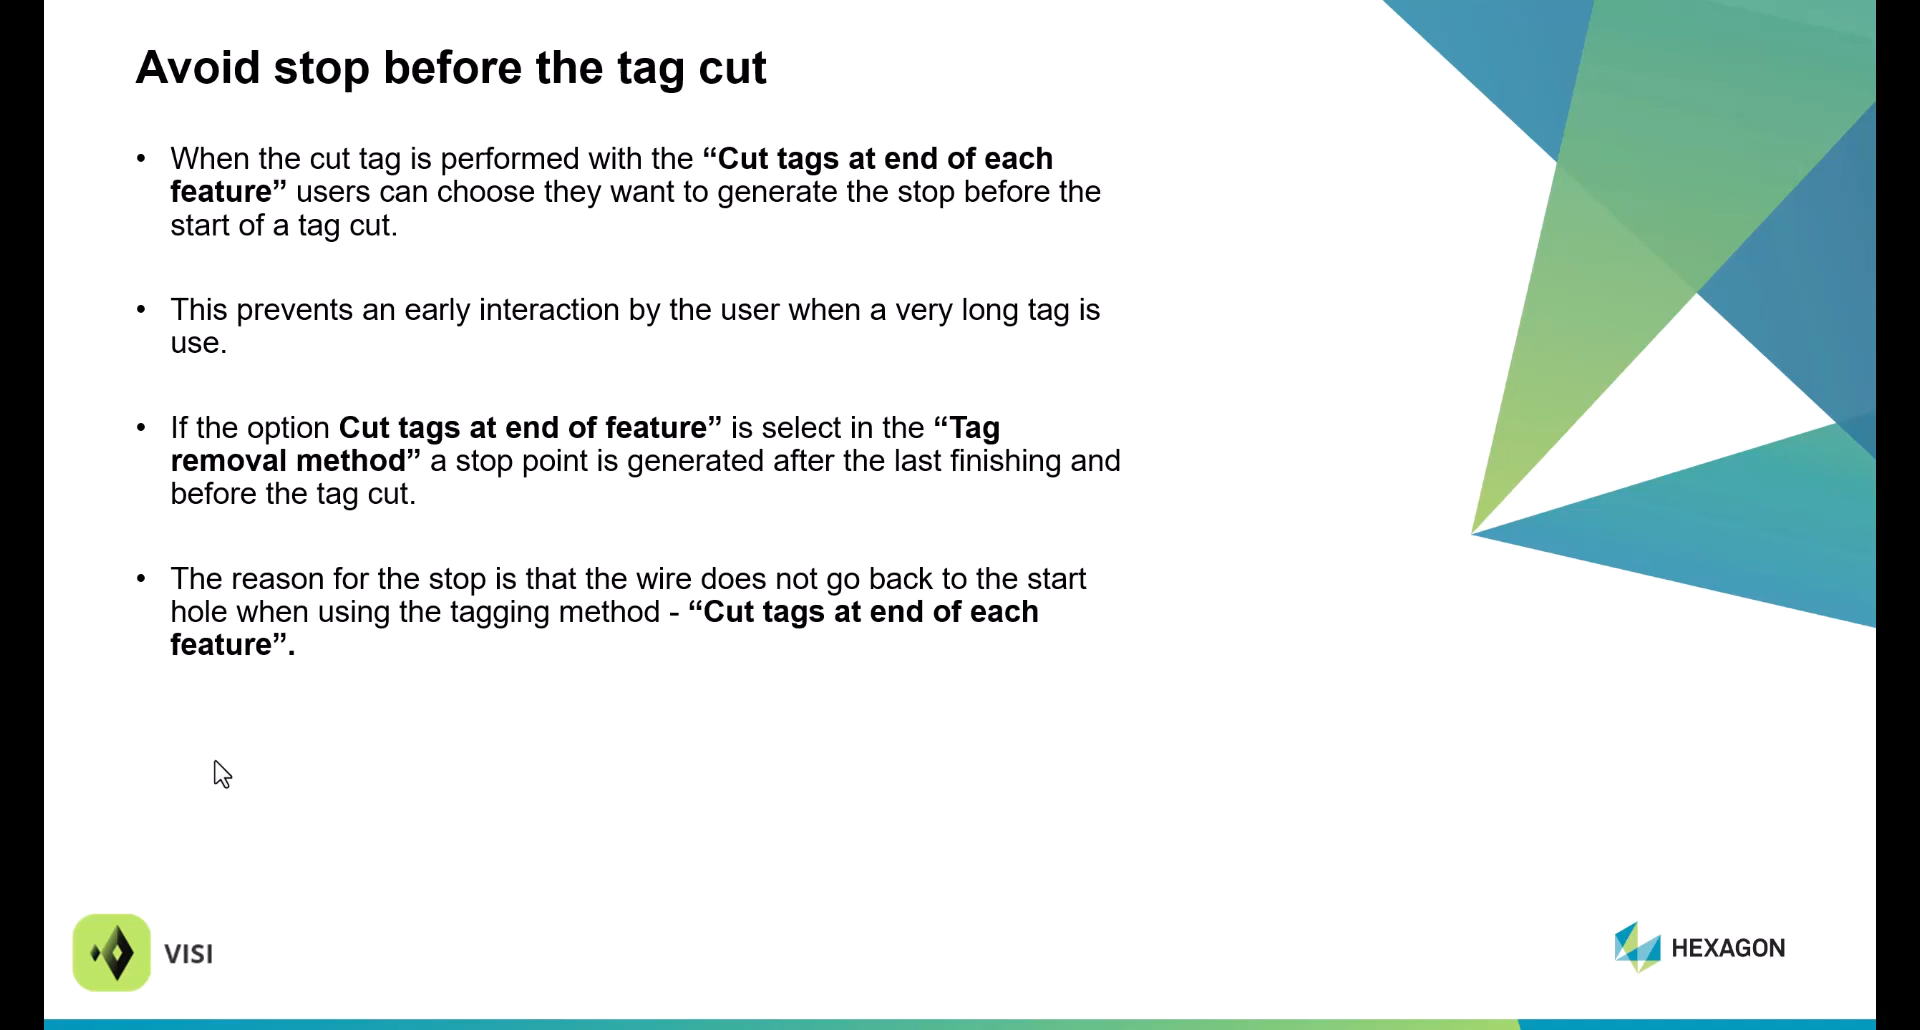 Avoid stop before the tag cut
• When the cut tag is performed with the “Cut tags at end of each
feature” users can choose they want to generate the stop before the
start of a tag cut.
• This prevents an early interaction by the user when a very long tag is
use.
• If the option Cut tags at end of feature” is select in the “Tag
removal method” a stop point is generated after the last finishing and
before the tag cut.
• The reason for the stop is that the wire does not go back to the start
hole when using the tagging method - “Cut tags at end of each
feature”.
VISI
HEXAGON